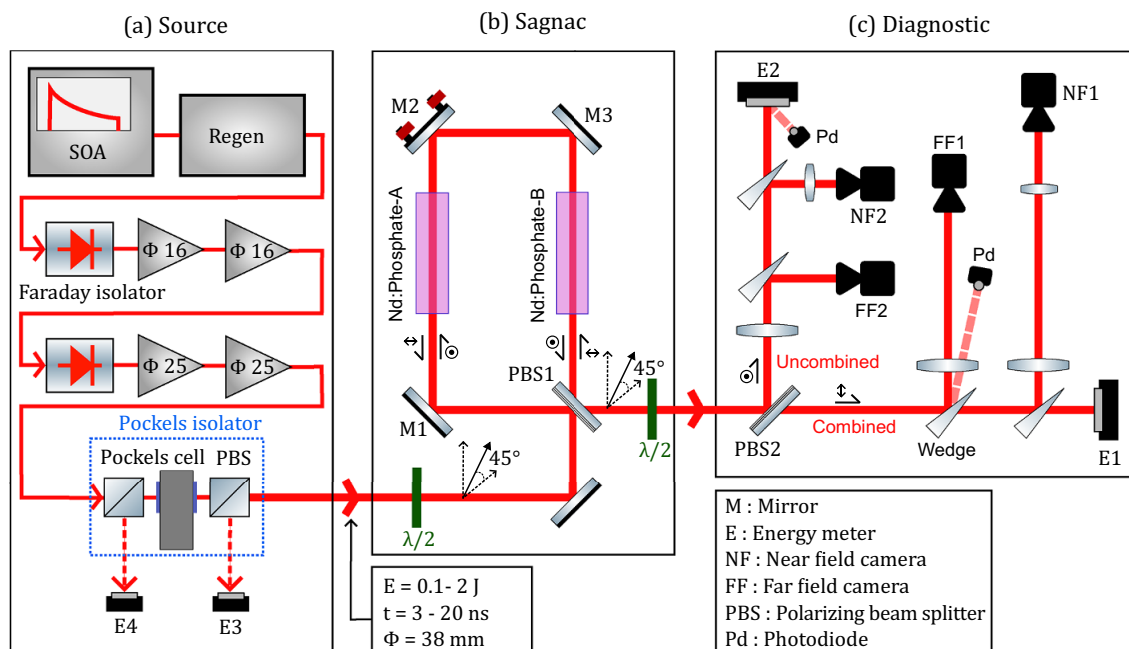 (a) Source
SOA
Regen
Φ 16
Φ 16
Faraday isolator
Φ 25
Φ 25
Pockels isolator
Pockels cell
PBS
E4
E3
(b) Sagnac
M2
M3
Nd:Phosphate-A
Nd:Phosphate-B
PBS1
45°
M1
45°
λ/2
λ/2
E = 0.1- 2 J
t = 3 - 20 ns
Φ = 38 mm
(c) Diagnostic
E2
Pd
NF1
FF1
NF2
Pd
FF2
Uncombined
Combined
PBS2
Wedge
E1
M : Mirror
E : Energy meter
NF : Near field camera
FF : Far field camera
PBS : Polarizing beam splitter
Pd : Photodiode